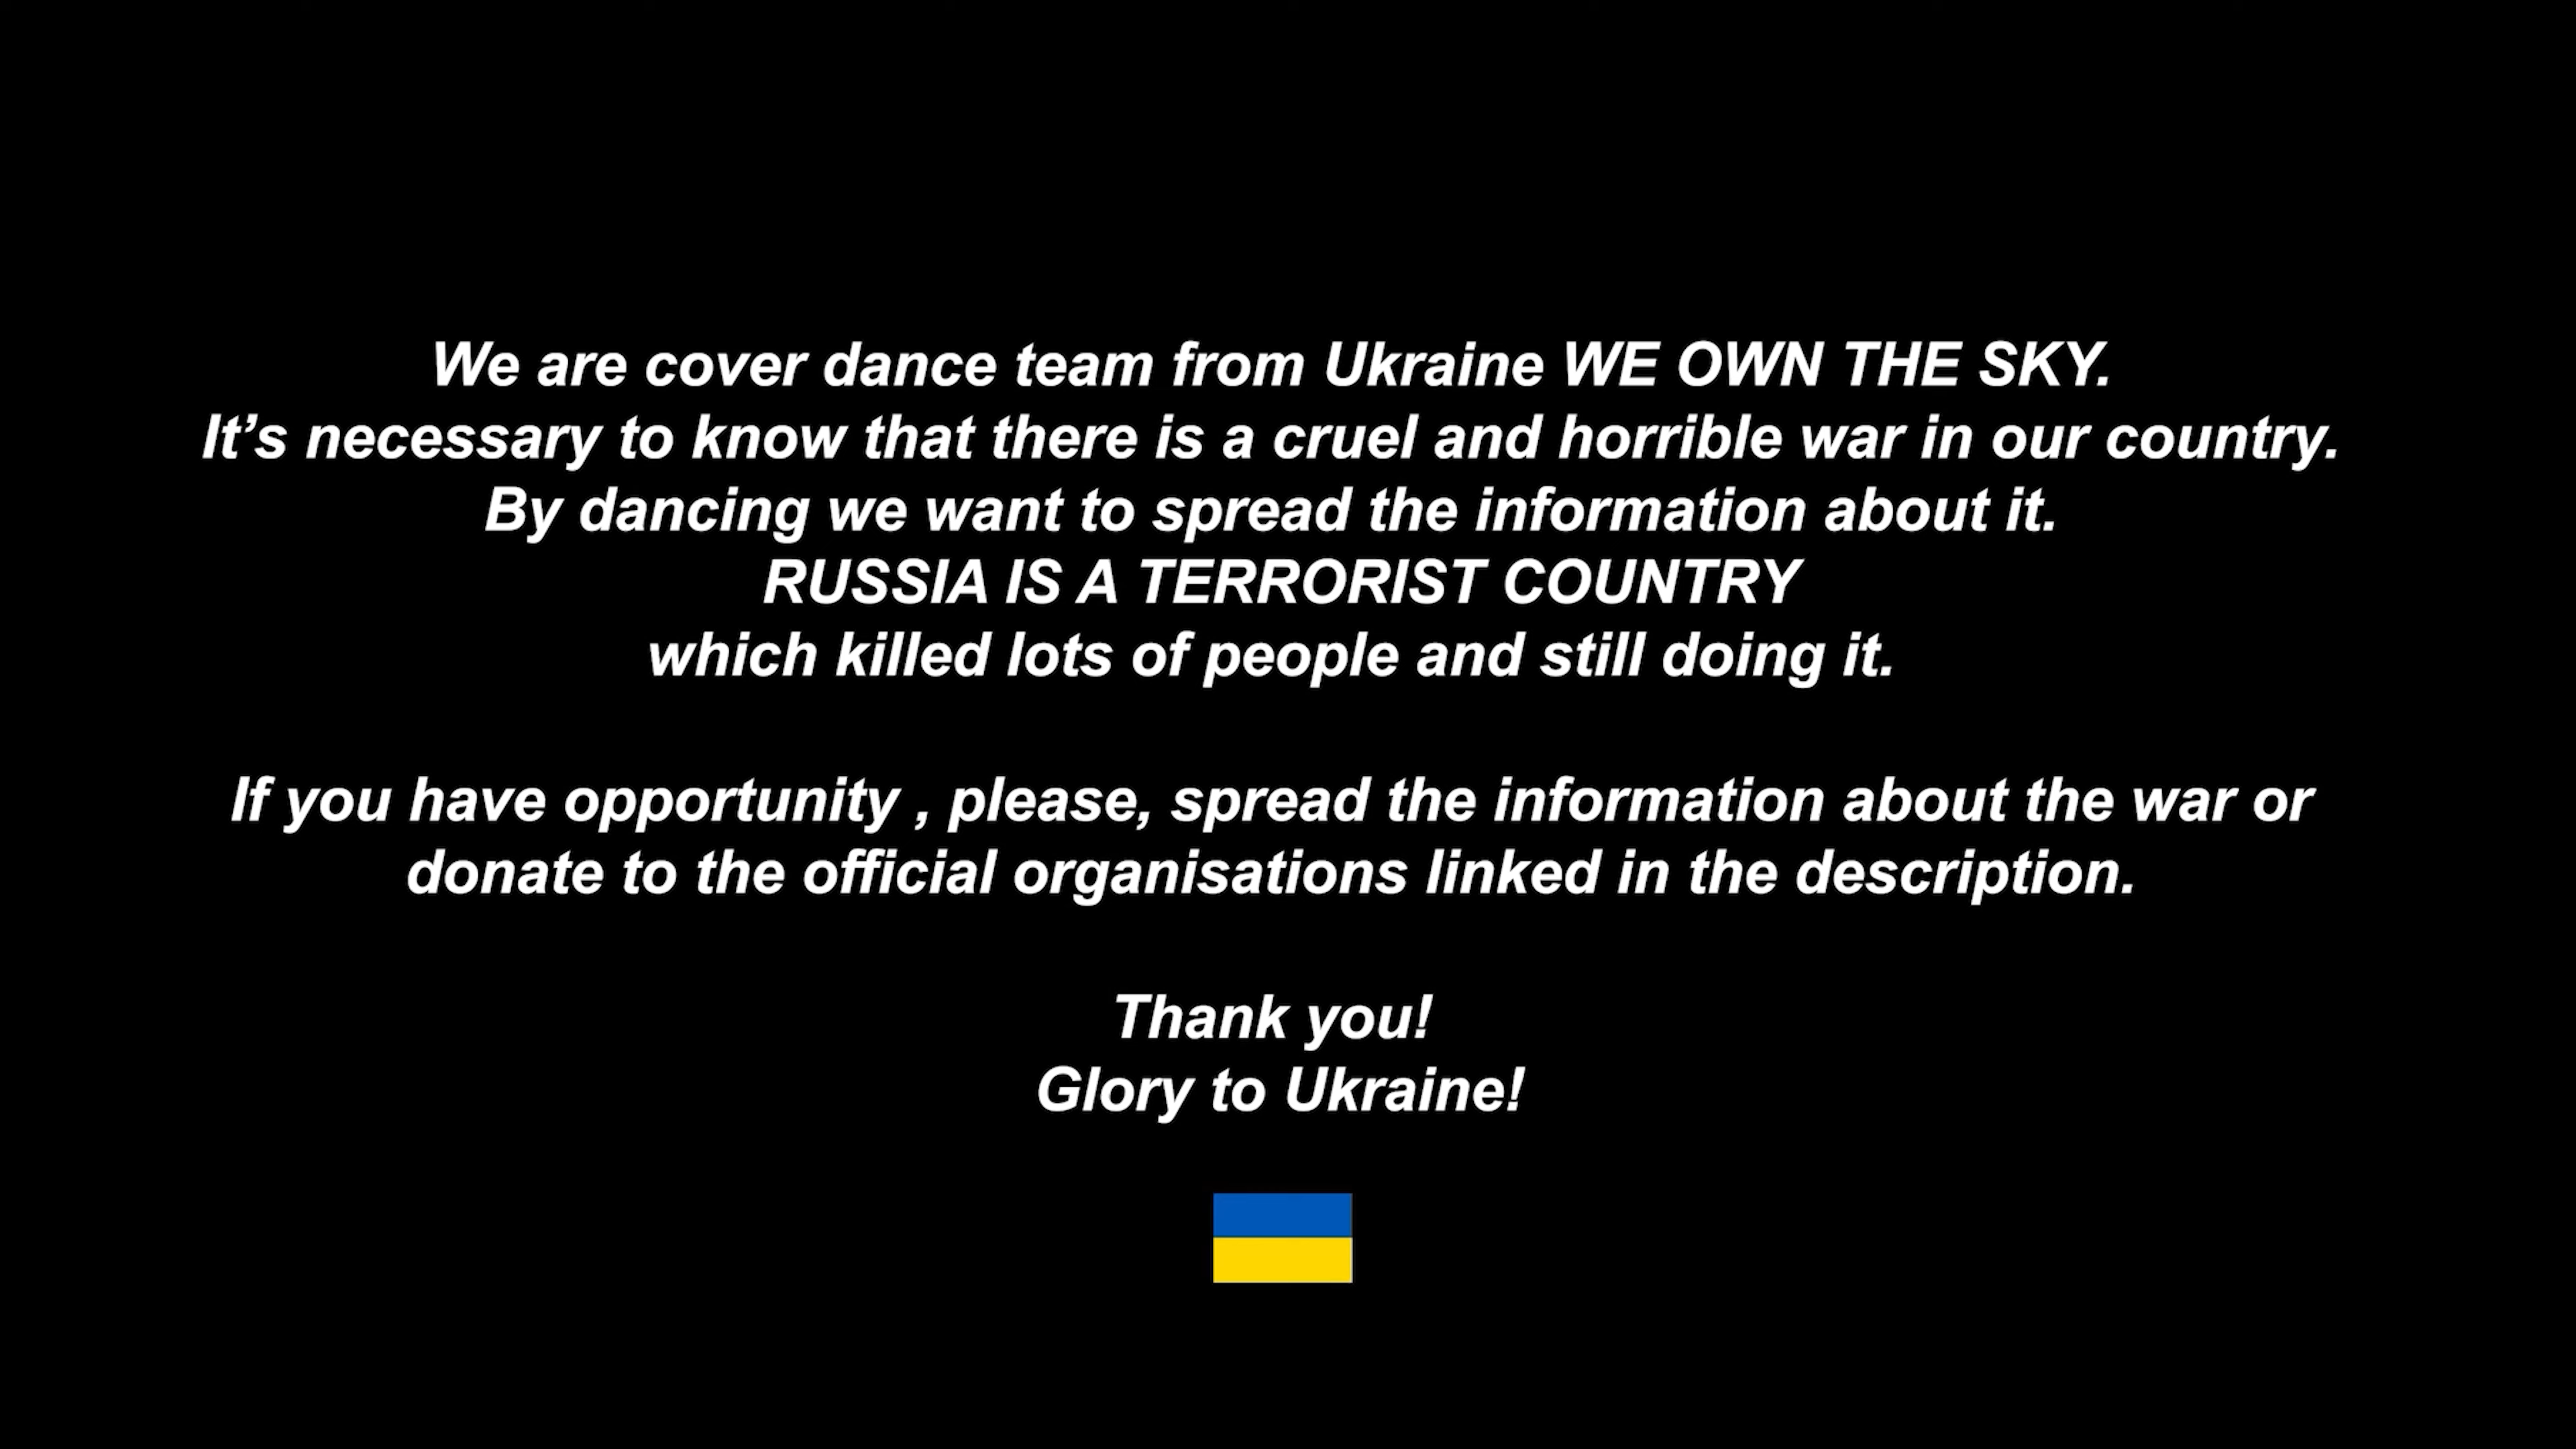 We are cover dance team from Ukraine WE OWN THE SKY.
It’s necessary to know that there is a cruel and horrible war in our country.
By dancing we want to spread the information about it.
RUSSIA IS A TERRORIST COUNTRY
which killed lots of people and still doing it.
If you have opportunity , please, spread the information about the war or
donate to the official organisations linked in the description.
Thank you!
Glory to Ukraine!